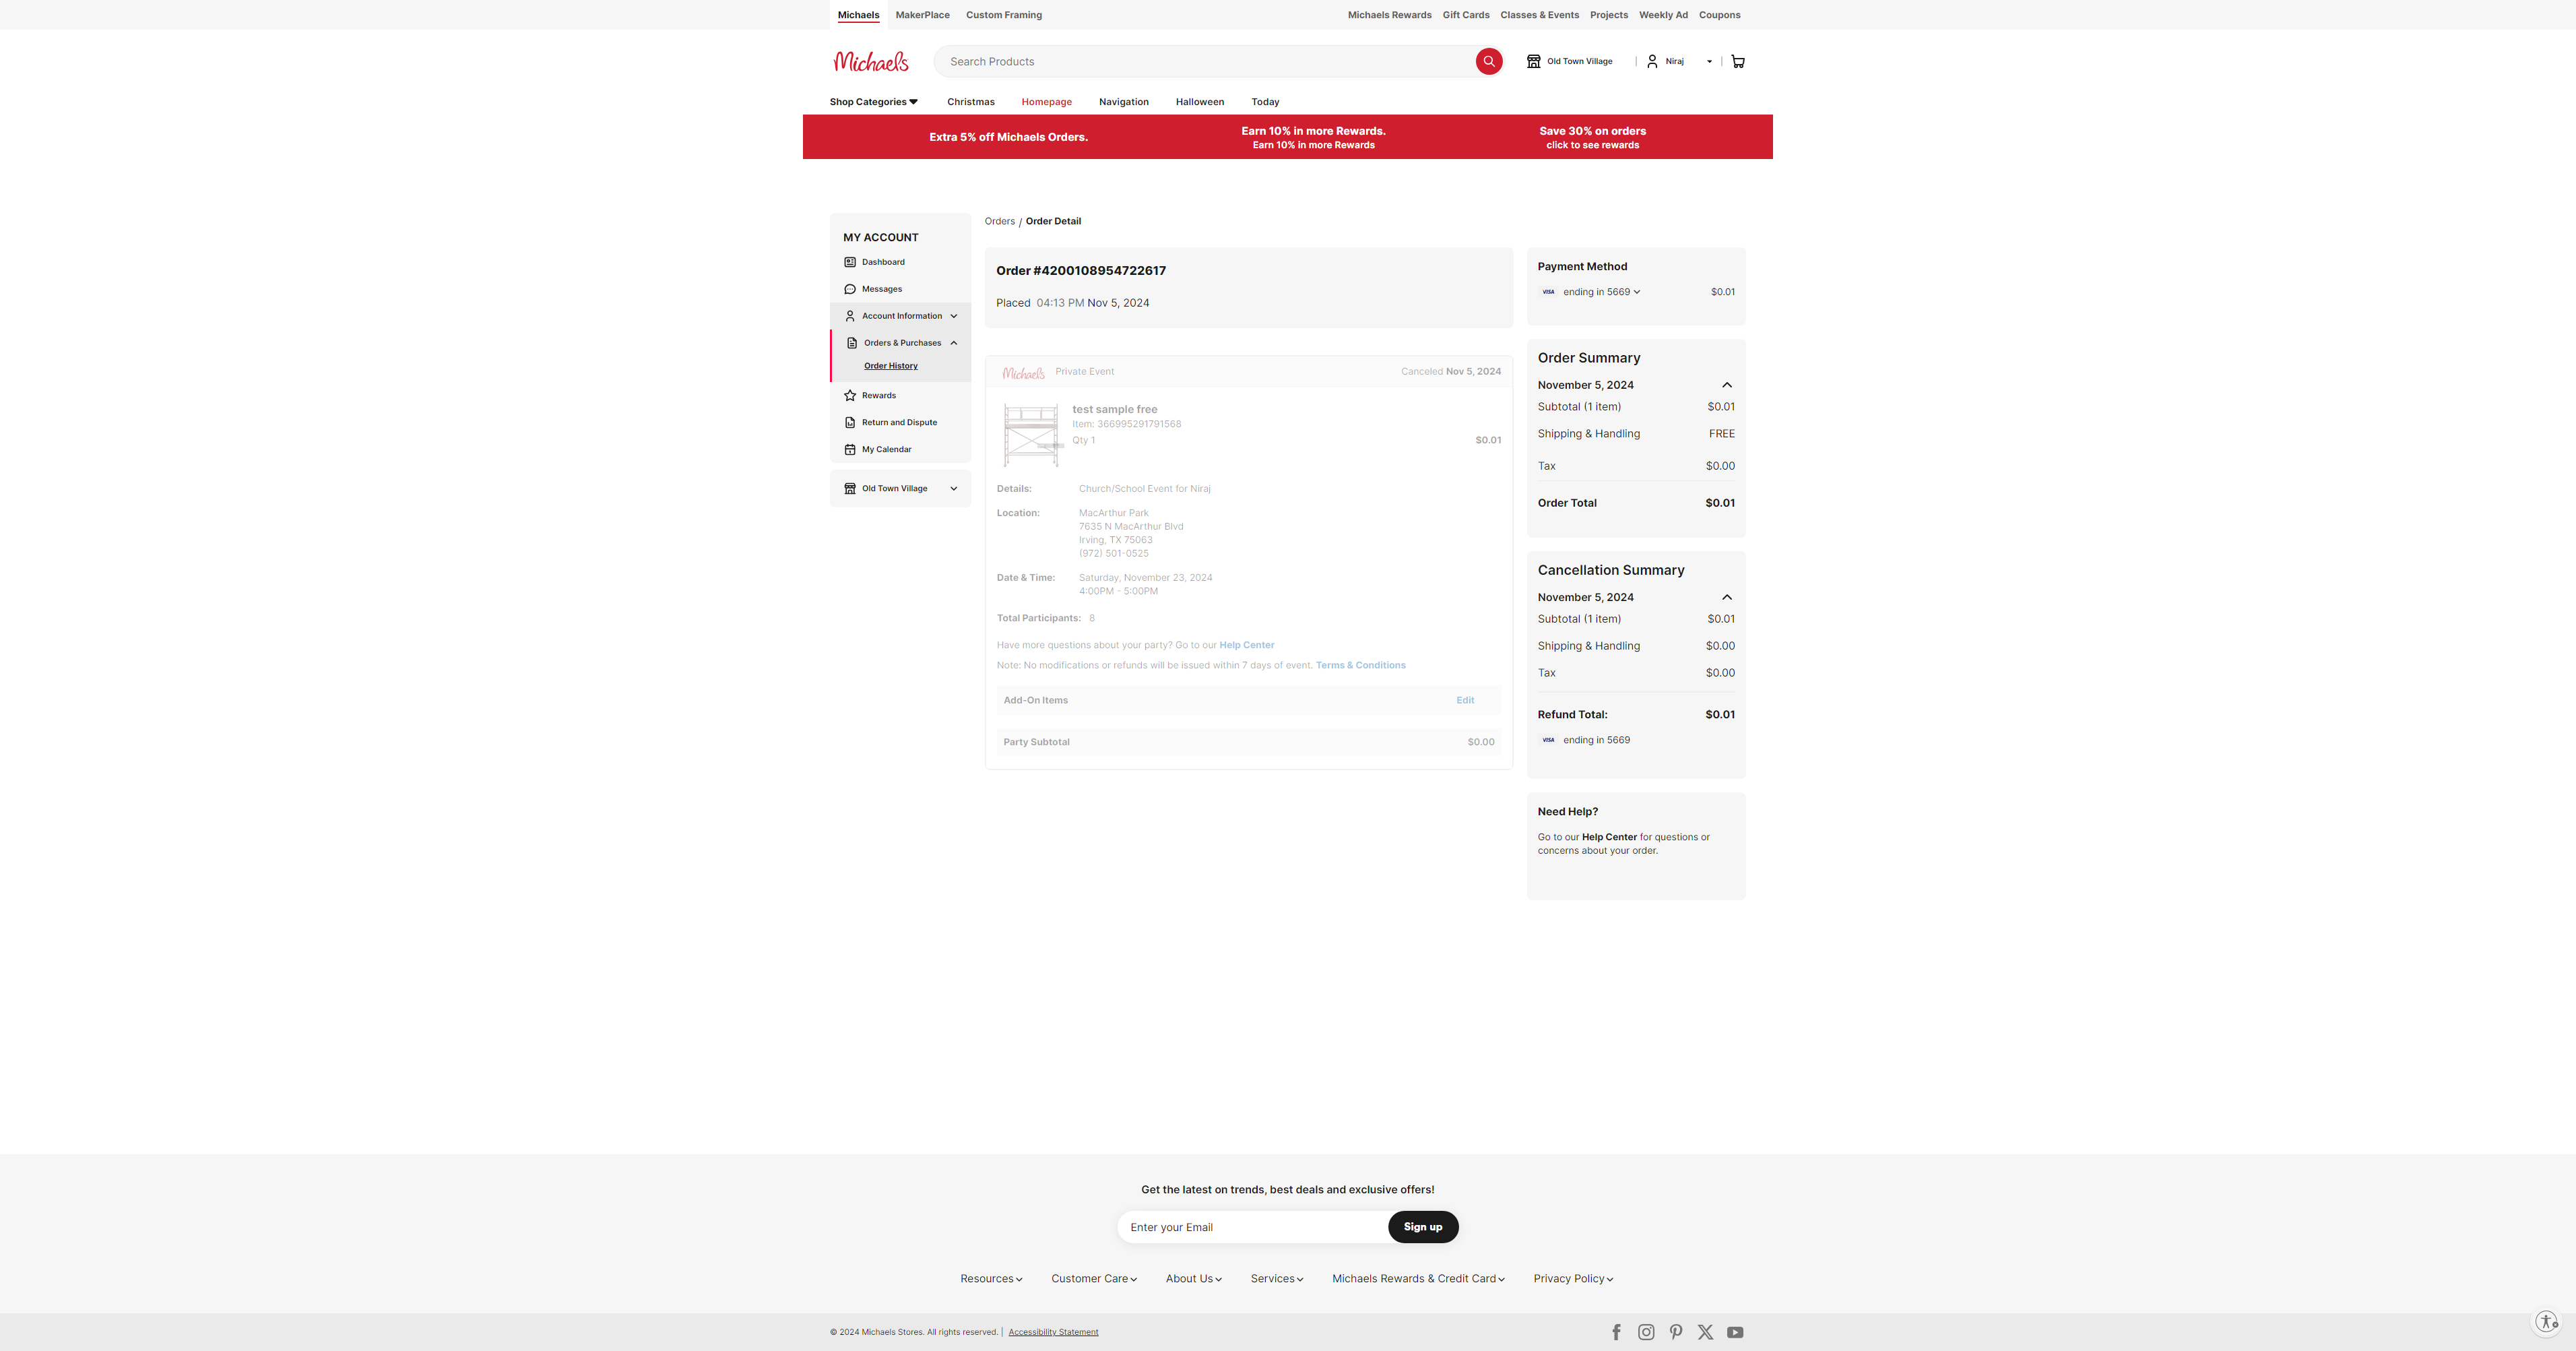 Michaels MakerPlace Custom Framing Michaels Rewards Gift Cards Classes & Events Projects Weekly Ad Coupons
Michaels Search Products Old Town Village | Niraj |
Shop Categories Christmas Homepage Navigation Halloween Today
Extra 5% off Michaels Orders.
Earn 10% in more Rewards.
Earn 10% in more Rewards
Save 30% on orders
click to see rewards
MY ACCOUNT
Dashboard
Messages
Account Information
Orders & Purchases
Order History
Rewards
Return and Dispute
My Calendar
Old Town Village
Orders / Order Detail
Order #4200108954722617
Placed 04:13 PM Nov 5, 2024
Michaels Private Event Canceled Nov 5, 2024
test sample free
Item: 366995291791568
Qty 1 $0.01
Details: Church/School Event for Niraj
Location: MacArthur Park
7635 N MacArthur Blvd
Irving, TX 75063
(972) 501-0525
Date & Time: Saturday, November 23, 2024
4:00PM - 5:00PM
Total Participants: 8
Have more questions about your party? Go to our Help Center
Note: No modifications or refunds will be issued within 7 days of event. Terms & Conditions
Add-On Items Edit
Party Subtotal $0.00
Payment Method
VISA ending in 5669 $0.01
Order Summary
November 5, 2024
Subtotal (1 item) $0.01
Shipping & Handling FREE
Tax $0.00
Order Total $0.01
Cancellation Summary
November 5, 2024
Subtotal (1 item) $0.01
Shipping & Handling $0.00
Tax $0.00
Refund Total: $0.01
VISA ending in 5669
Need Help?
Go to our Help Center for questions or
concerns about your order.
Get the latest on trends, best deals and exclusive offers!
Enter your Email Sign up
Resources Customer Care About Us Services Michaels Rewards & Credit Card Privacy Policy
© 2024 Michaels Stores. All rights reserved. | Accessibility Statement